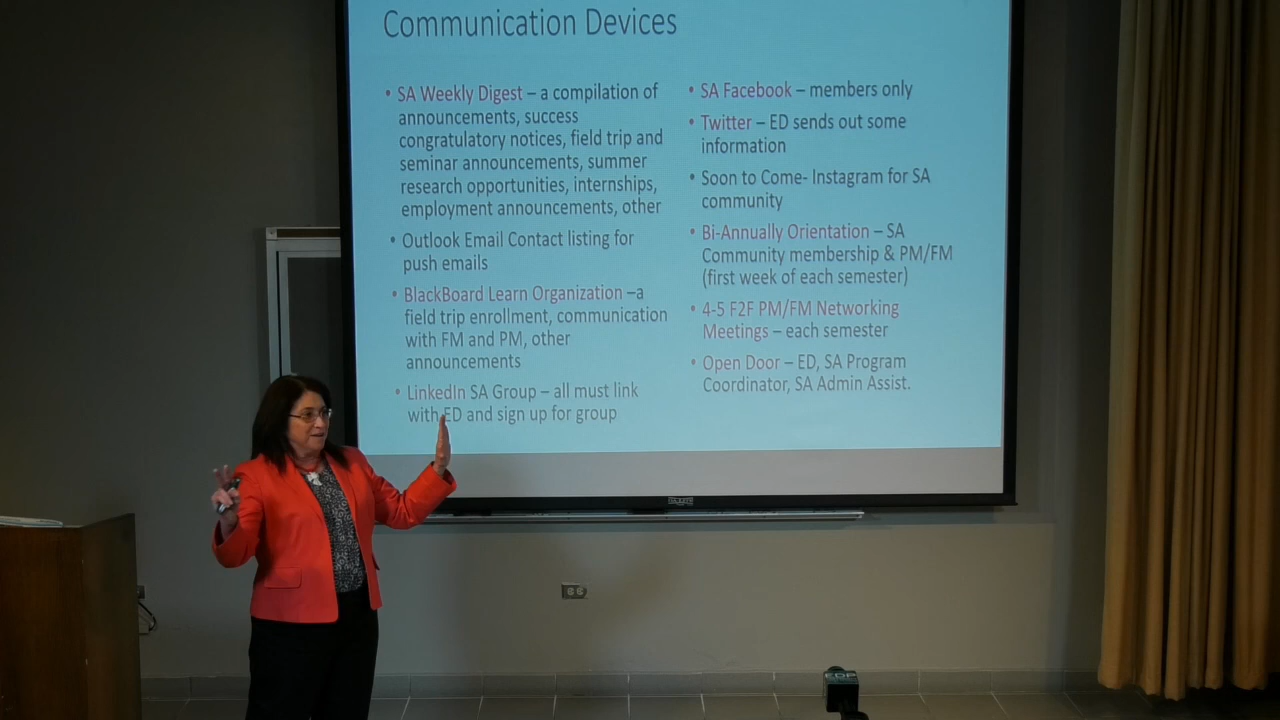 Communication Devices
• SA Weekly Digest – a compilation of
announcements, success
congratulatory notices, field trip and
seminar announcements, summer
research opportunities, internships,
employment announcements, other
• Outlook Email Contact listing for
push emails
• BlackBoard Learn Organization –a
field trip enrollment, communication
with FM and PM, other
announcements
• LinkedIn SA Group – all must link
with ED and sign up for group
• SA Facebook – members only
• Twitter – ED sends out some
information
• Soon to Come- Instagram for SA
community
• Bi-Annually Orientation – SA
Community membership & PM/FM
(first week of each semester)
• 4-5 F2F PM/FM Networking
Meetings – each semester
• Open Door – ED, SA Program
Coordinator, SA Admin Assist.